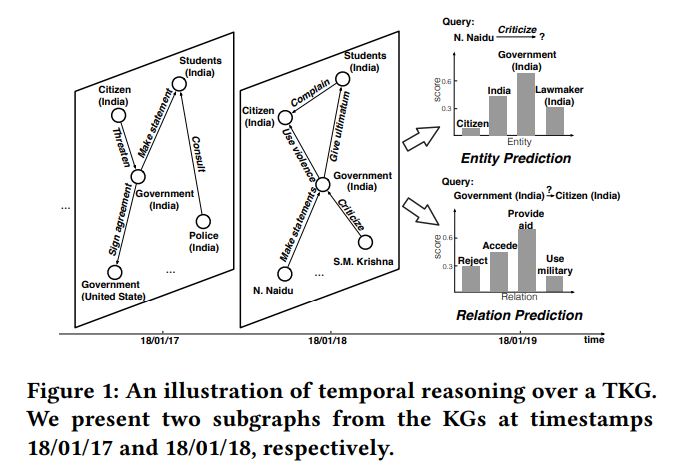 Students
(India)
Citizen
(India)
Threaten
Make statement
Consult
Government
(India)
Sign agreement
Police
(India)
...
...
Government
(United State)
Students
(India)
Complain
Citizen
(India)
Use violence
Give ultimatum
Government
(India)
Make statements
Criticize
...
S.M. Krishna
N. Naidu
Query:
N. Naidu Criticize ?
Government
(India)
score
0.6
0.3
India
Lawmaker
(India)
Citizen
Entity
Entity Prediction
Query:
?
Government (India) Citizen (India)
Provide
aid
score
0.6
0.3
Accede
Reject
Use
military
Relation
Relation Prediction
18/01/17
18/01/18
18/01/19
time
Figure 1: An illustration of temporal reasoning over a TKG.
We present two subgraphs from the KGs at timestamps
18/01/17 and 18/01/18, respectively.